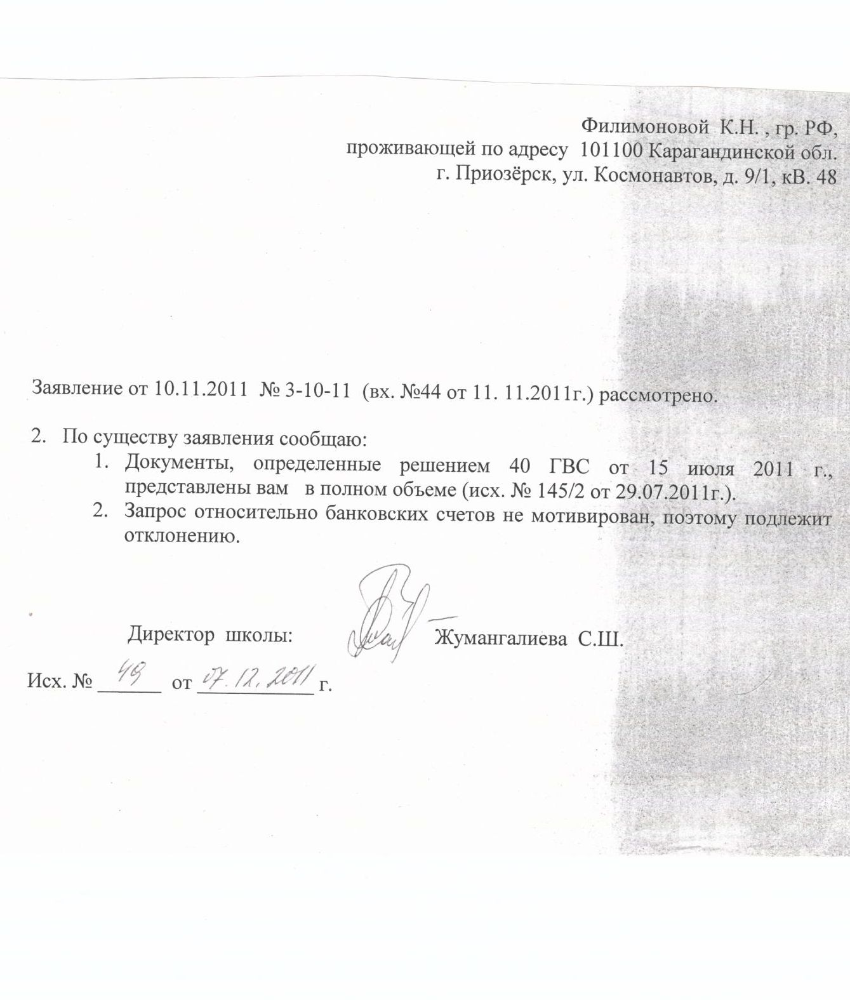 Филимоновой К.Н. , гр. РФ,
проживающей по адресу 101100 Карагандинской обл.
г. Приозёрск, ул. Космонавтов, д. 9/1, кВ. 48
Заявление от 10.11.2011 № 3-10-11 (вх. №44 от 11. 11.2011г.) рассмотрено.
2. По существу заявления сообщаю:
1. Документы, определенные решением 40 ГВС от 15 июля 2011 г.,
представлены вам в полном объеме (исх. № 145/2 от 29.07.2011г.).
2. Запрос относительно банковских счетов не мотивирован, поэтому подлежит
отклонению.
Директор школы: Жумангалиева С.Ш.
Исх. № 49 от 07.12.2011 г.